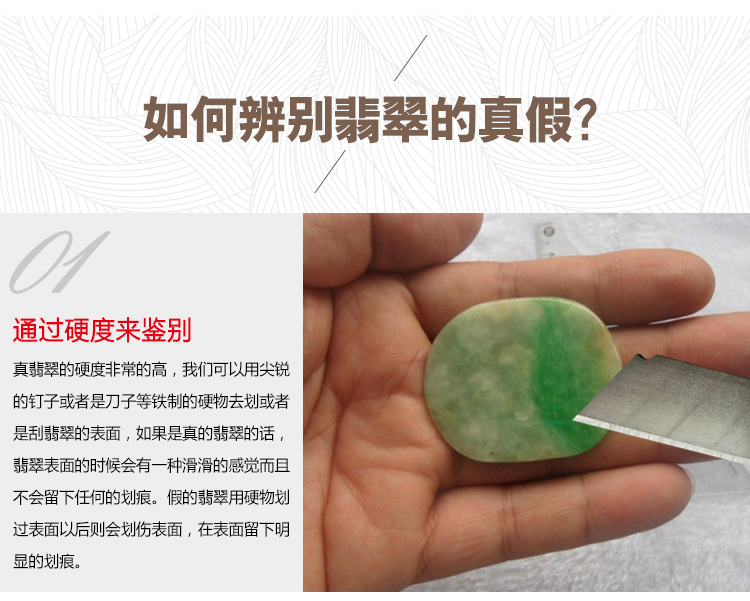 如何辨别翡翠的真假?
01
通过硬度来鉴别
真翡翠的硬度非常的高，我们可以用尖锐
的钉子或者是刀子等铁制的硬物去划或者
是刮翡翠的表面，如果是真的翡翠的话，
翡翠表面的时候会有一种滑滑的感觉而且
不会留下任何的划痕。假的翡翠用硬物划
过表面以后则会划伤表面，在表面留下明
显的划痕。